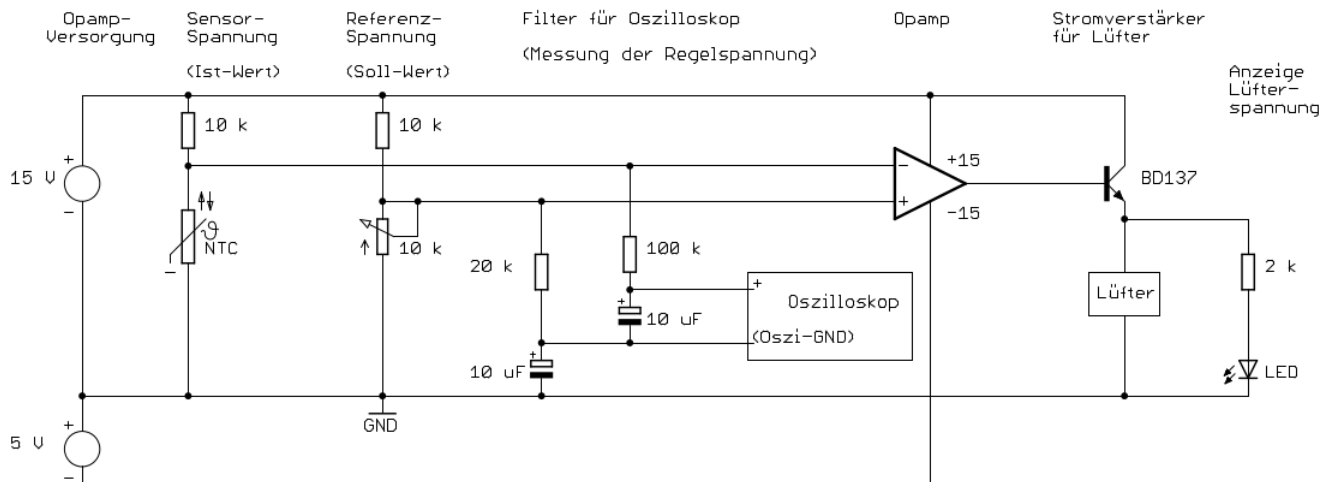 Opamp-
Versorgung
Sensor-
Spannung
(Ist-Wert)
Referenz-
Spannung
(Soll-Wert)
Filter für Oszilloskop
(Messung der Regelspannung)
Opamp
Stromverstärker
für Lüfter
Anzeige
Lüfter-
spannung
10 k
10 k
+
15 V
-
-
+
+15
-15
BD137
ϑ
NTC
-
10 k
20 k
100 k
+
10 uF
+
Oszilloskop
(Oszi-GND)
Lüfter
2 k
+
10 uF
LED
GND
+
5 V
-